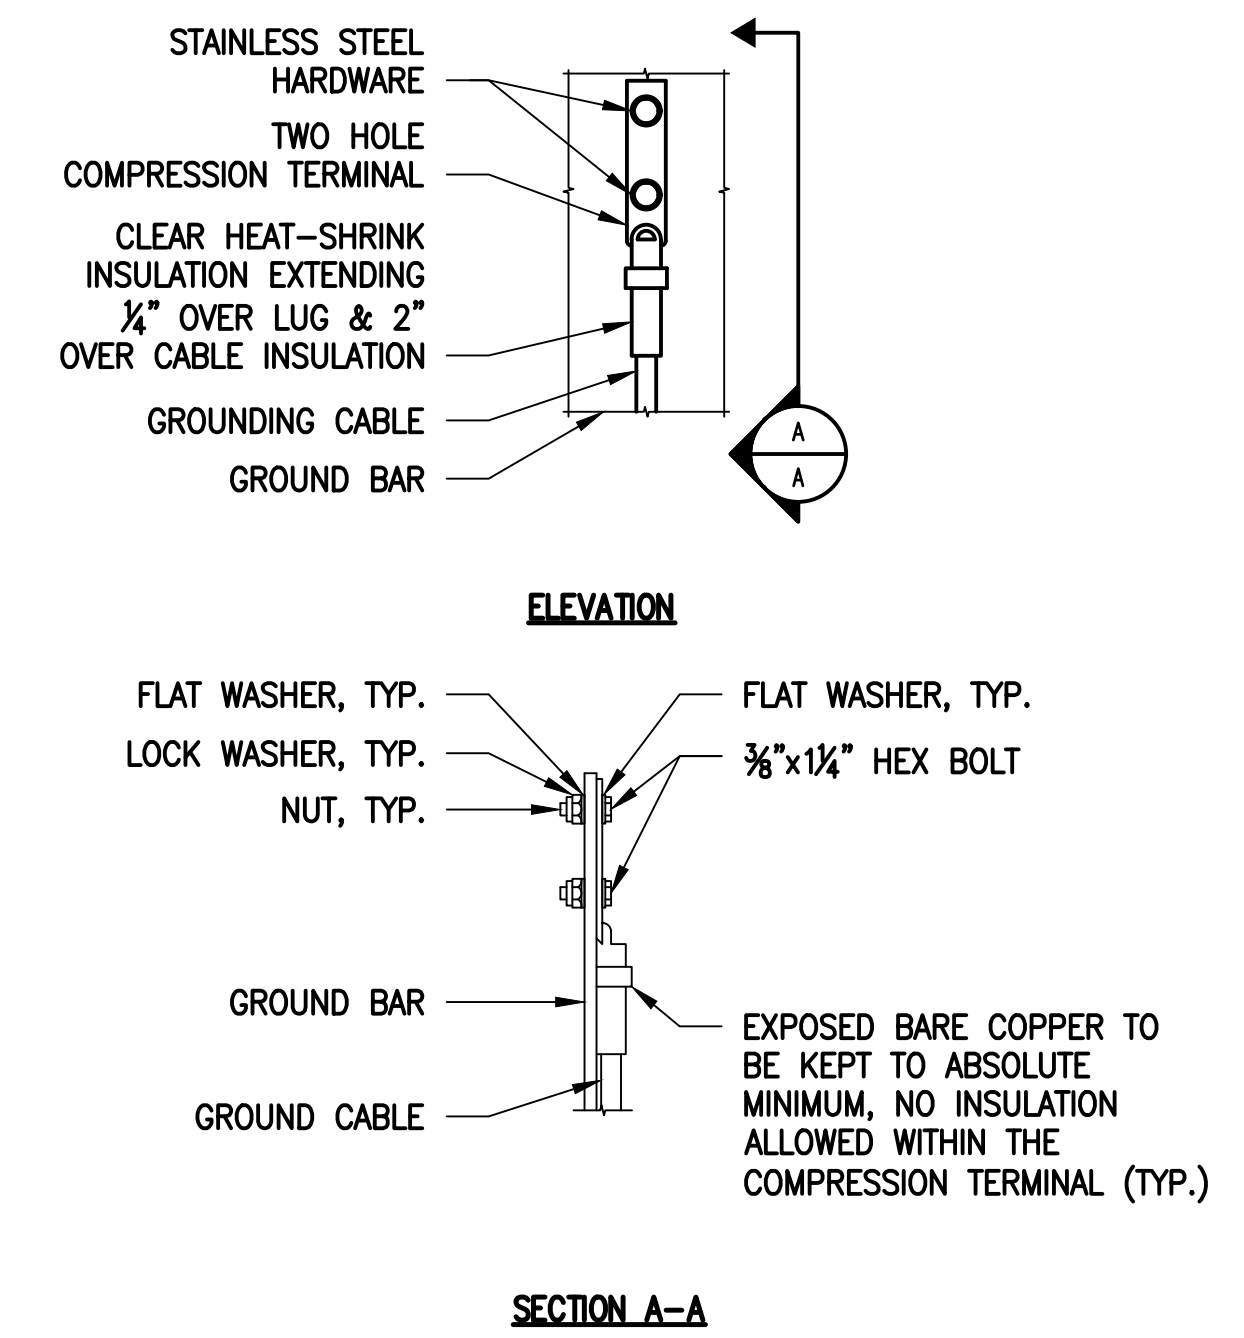 STAINLESS STEEL
HARDWARE
TWO HOLE
COMPRESSION TERMINAL
CLEAR HEAT-SHRINK
INSULATION EXTENDING
¼" OVER LUG & 2"
OVER CABLE INSULATION
GROUNDING CABLE
GROUND BAR
A
A
ELEVATION
FLAT WASHER, TYP.
LOCK WASHER, TYP.
NUT, TYP.
FLAT WASHER, TYP.
⅜"x1¼" HEX BOLT
GROUND BAR
GROUND CABLE
EXPOSED BARE COPPER TO
BE KEPT TO ABSOLUTE
MINIMUM, NO INSULATION
ALLOWED WITHIN THE
COMPRESSION TERMINAL (TYP.)
SECTION A-A